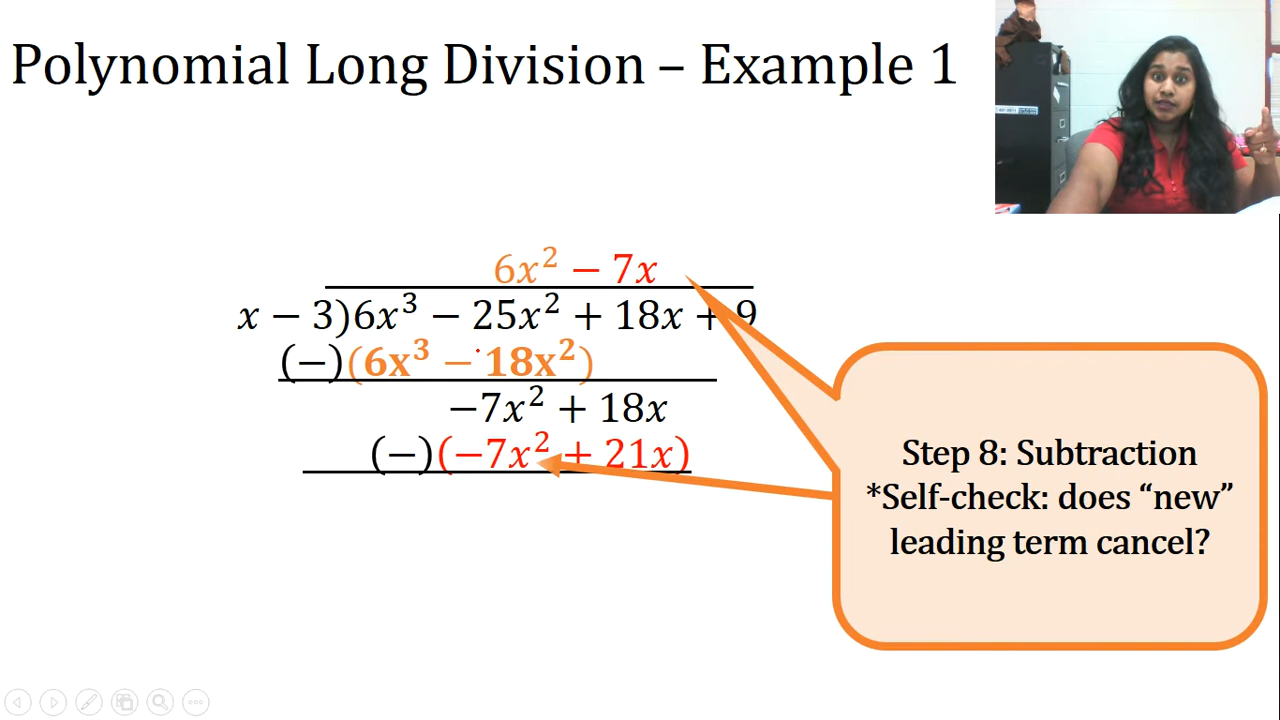 Polynomial Long Division – Example 1
6x² − 7x
x − 3)6x³ − 25x² + 18x + 9
(−)(6x³ − 18x²)
−7x² + 18x
(−)(−7x² + 21x)
Step 8: Subtraction
*Self-check: does “new”
leading term cancel?